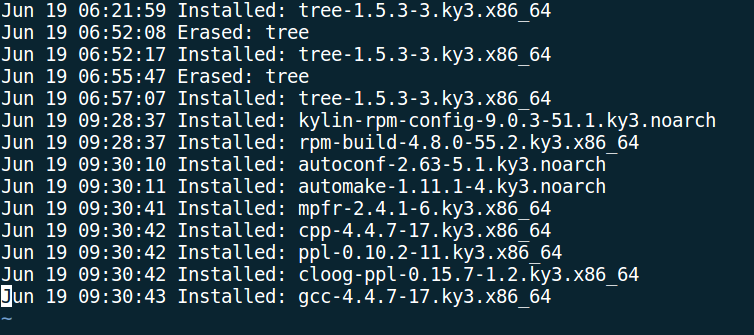 Jun 19 06:21:59 Installed: tree-1.5.3-3.ky3.x86_64
Jun 19 06:52:08 Erased: tree
Jun 19 06:52:17 Installed: tree-1.5.3-3.ky3.x86_64
Jun 19 06:55:47 Erased: tree
Jun 19 06:57:07 Installed: tree-1.5.3-3.ky3.x86_64
Jun 19 09:28:37 Installed: kylin-rpm-config-9.0.3-51.1.ky3.noarch
Jun 19 09:28:37 Installed: rpm-build-4.8.0-55.2.ky3.x86_64
Jun 19 09:30:10 Installed: autoconf-2.63-5.1.ky3.noarch
Jun 19 09:30:11 Installed: automake-1.11.1-4.ky3.noarch
Jun 19 09:30:41 Installed: mpfr-2.4.1-6.ky3.x86_64
Jun 19 09:30:42 Installed: cpp-4.4.7-17.ky3.x86_64
Jun 19 09:30:42 Installed: ppl-0.10.2-11.ky3.x86_64
Jun 19 09:30:42 Installed: cloog-ppl-0.15.7-1.2.ky3.x86_64
Jun 19 09:30:43 Installed: gcc-4.4.7-17.ky3.x86_64
~